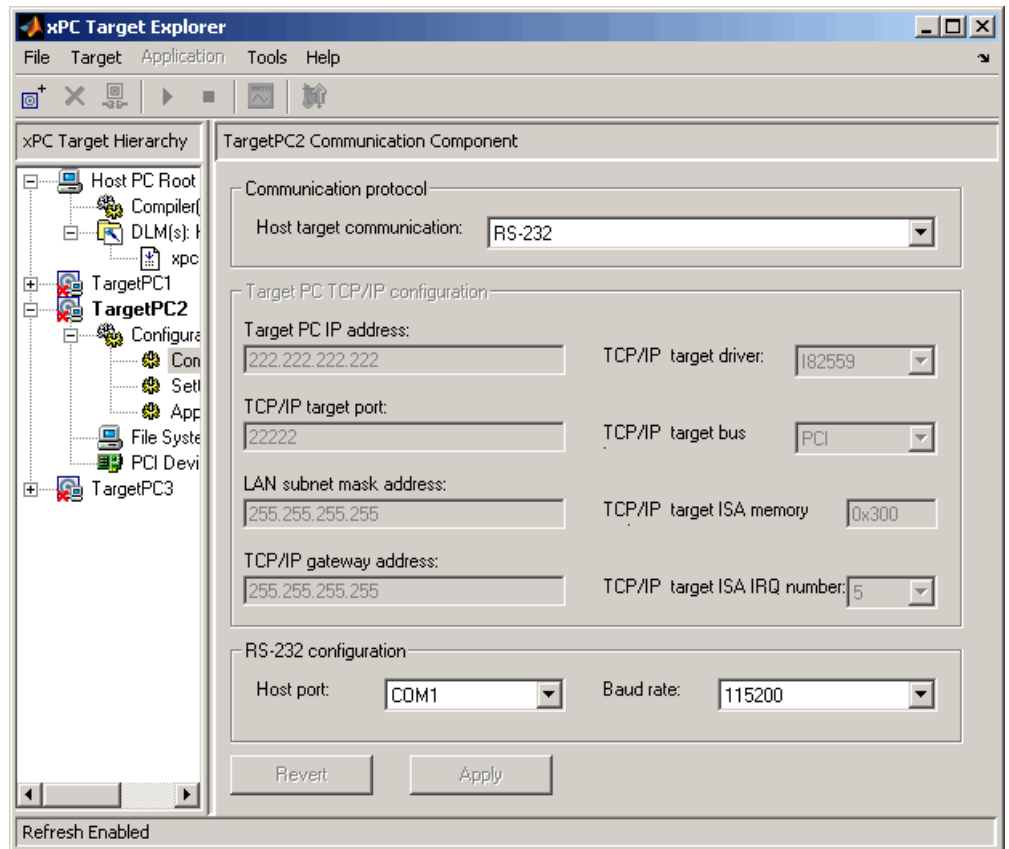 xPC Target Explorer
File Target Application Tools Help
xPC Target Hierarchy
TargetPC2 Communication Component
Host PC Root
Compiler(
DLM(s): H
xpc
TargetPC1
TargetPC2
Configura
Con
Sett
App
File Syste
PCI Devi
TargetPC3
Communication protocol
Host target communication: RS-232
Target PC TCP/IP configuration
Target PC IP address:
222.222.222.222
TCP/IP target driver: I82559
TCP/IP target port:
22222
TCP/IP target bus PCI
LAN subnet mask address:
255.255.255.255
TCP/IP target ISA memory 0x300
TCP/IP gateway address:
255.255.255.255
TCP/IP target ISA IRQ number: 5
RS-232 configuration
Host port: COM1 Baud rate: 115200
Revert Apply
Refresh Enabled